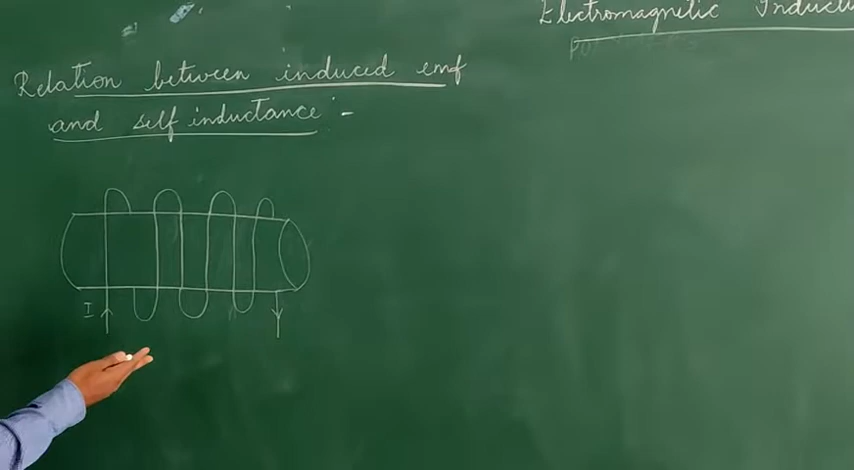 Electromagnetic Inducti
Relation between induced emf
and self inductance :-
I